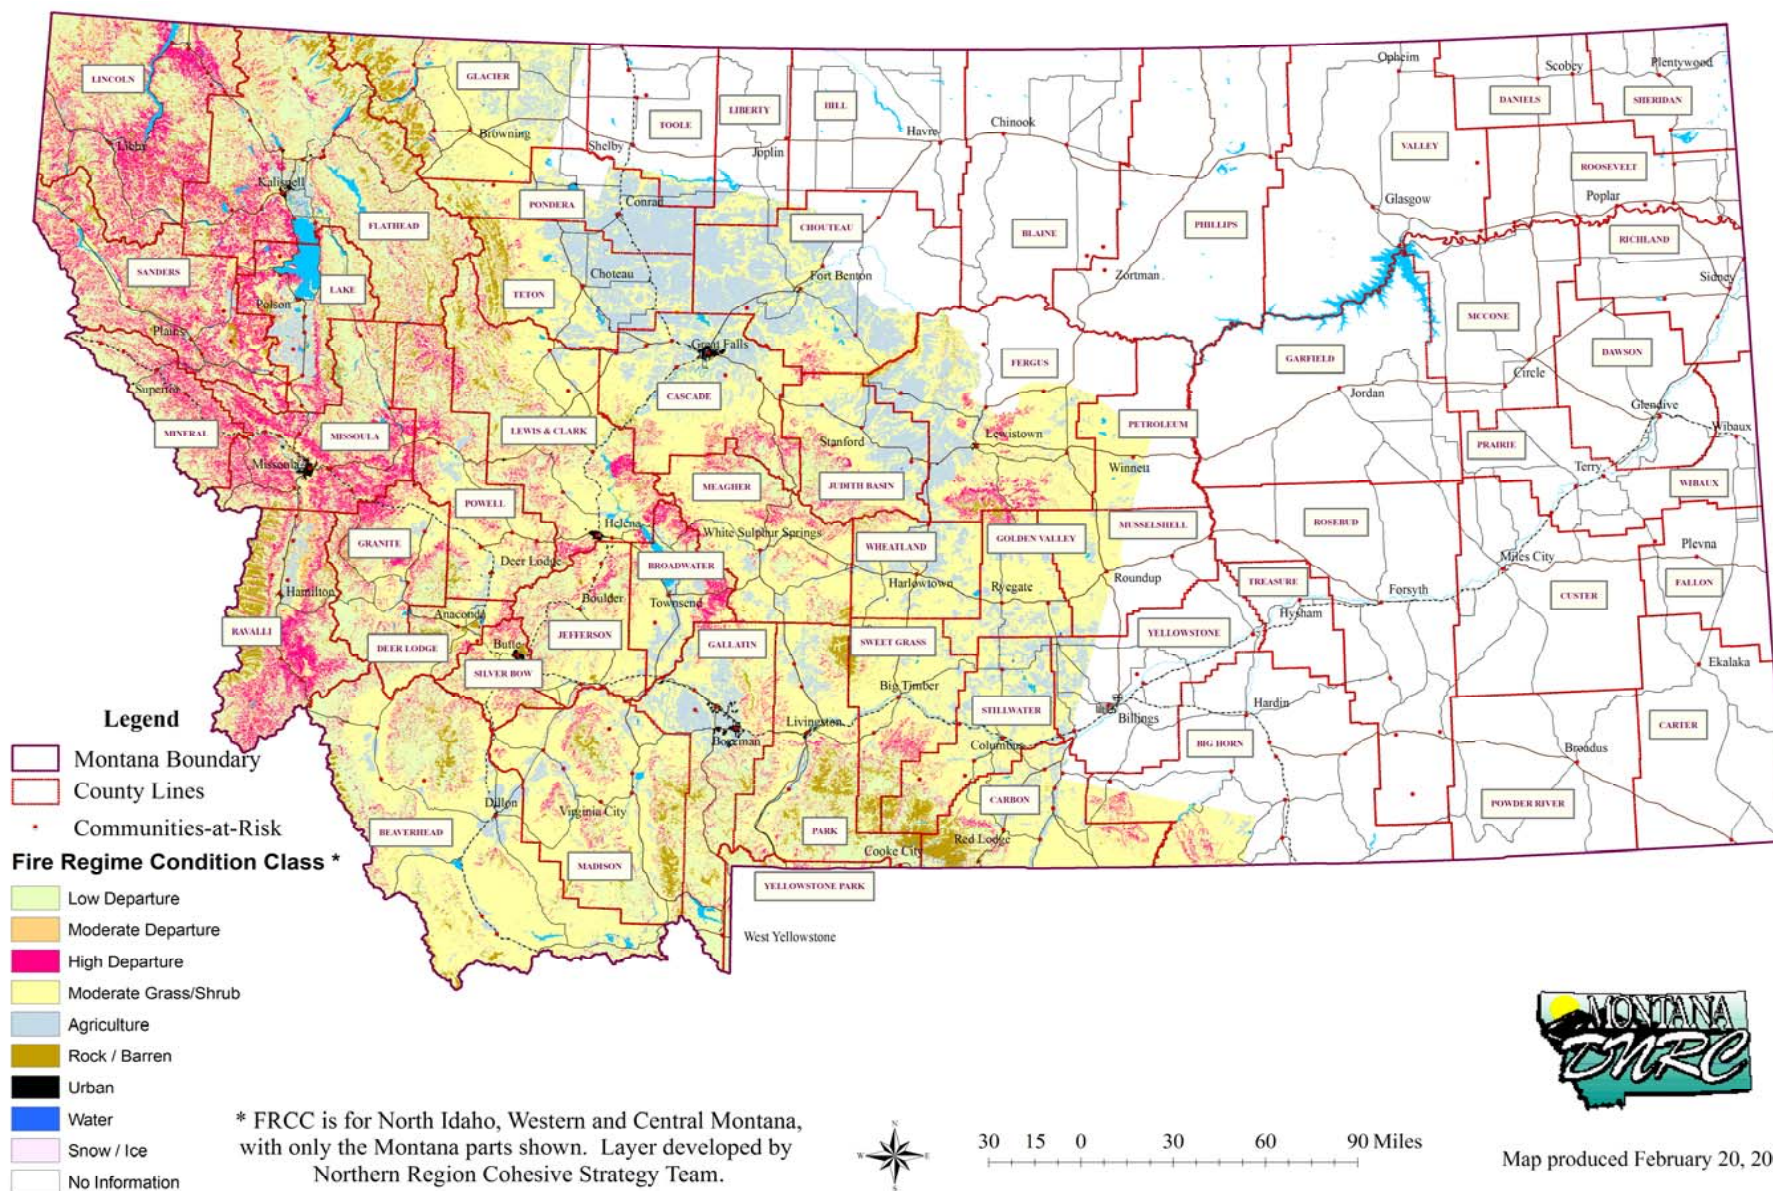 LINCOLN
GLACIER
TOOLE
LIBERTY
HILL
Opheim
Scobey
Plentywood
DANIELS
SHERIDAN
Browning
Shelby
Joplin
Havre
Chinook
VALLEY
ROOSEVELT
Libby
Kalispell
FLATHEAD
PONDERA
Conrad
CHOUTEAU
BLAINE
PHILLIPS
Glasgow
Poplar
RICHLAND
SANDERS
LAKE
Polson
TETON
Choteau
Fort Benton
Zortman
Sidney
MCCONE
Plains
Great Falls
FERGUS
GARFIELD
DAWSON
Superior
CASCADE
Jordan
Circle
MINERAL
MISSOULA
LEWIS & CLARK
Stanford
Lewistown
PETROLEUM
Glendive
Wibaux
PRAIRIE
Missoula
MEAGHER
JUDITH BASIN
Winnett
Terry
WIBAUX
POWELL
Helena
White Sulphur Springs
MUSSELSHELL
ROSEBUD
GRANITE
Deer Lodge
BROADWATER
WHEATLAND
GOLDEN VALLEY
Miles City
Plevna
Hamilton
Boulder
Townsend
Harlowtown
Ryegate
Roundup
TREASURE
Forsyth
CUSTER
FALLON
Anaconda
Hysham
RAVALLI
DEER LODGE
Butte
JEFFERSON
GALLATIN
SWEET GRASS
YELLOWSTONE
SILVER BOW
Big Timber
Ekalaka
Livingston
STILLWATER
Billings
Hardin
CARTER
Bozeman
Columbus
BIG HORN
Broadus
Dillon
Virginia City
CARBON
POWDER RIVER
BEAVERHEAD
PARK
Red Lodge
Cooke City
MADISON
YELLOWSTONE PARK
West Yellowstone
Legend
Montana Boundary
County Lines
Communities-at-Risk
Fire Regime Condition Class *
Low Departure
Moderate Departure
High Departure
Moderate Grass/Shrub
Agriculture
Rock / Barren
Urban
Water
Snow / Ice
No Information
* FRCC is for North Idaho, Western and Central Montana,
with only the Montana parts shown. Layer developed by
Northern Region Cohesive Strategy Team.
N
W E
S
30 15 0 30 60 90 Miles
MONTANA
DNRC
Map produced February 20, 20